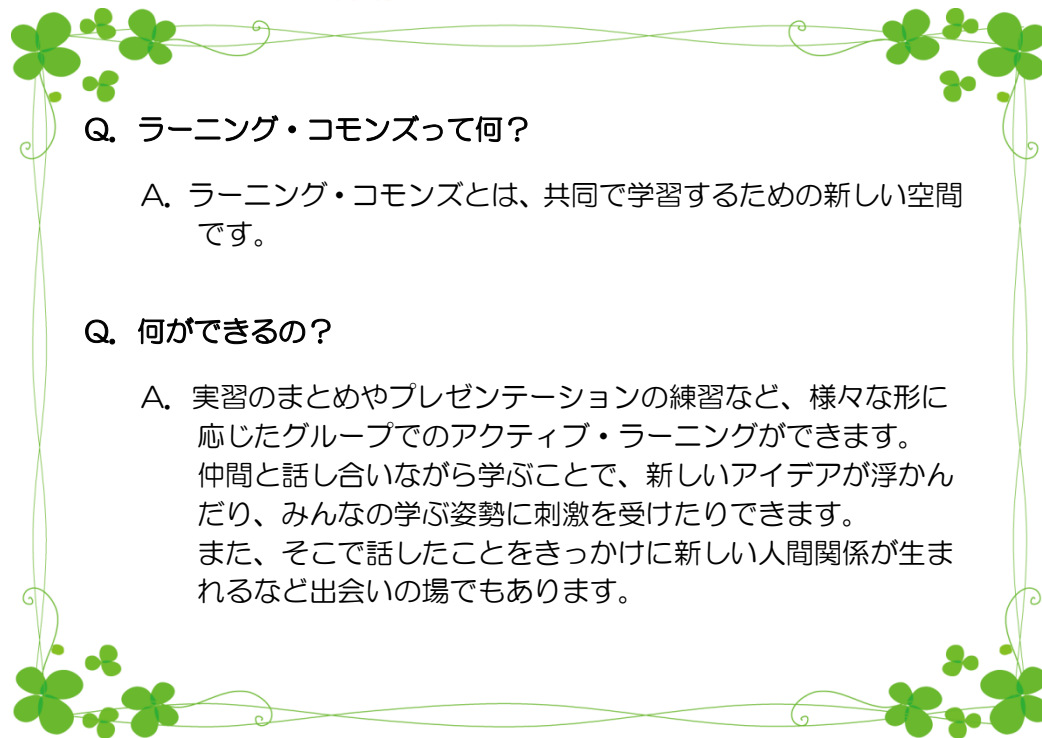 Q. ラーニング・コモンズって何？
A. ラーニング・コモンズとは、共同で学習するための新しい空間
です。
Q. 何ができるの？
A. 実習のまとめやプレゼンテーションの練習など、様々な形に
応じたグループでのアクティブ・ラーニングができます。
仲間と話し合いながら学ぶことで、新しいアイデアが浮かん
だり、みんなの学ぶ姿勢に刺激を受けたりできます。
また、そこで話したことをきっかけに新しい人間関係が生ま
れるなど出会いの場でもあります。